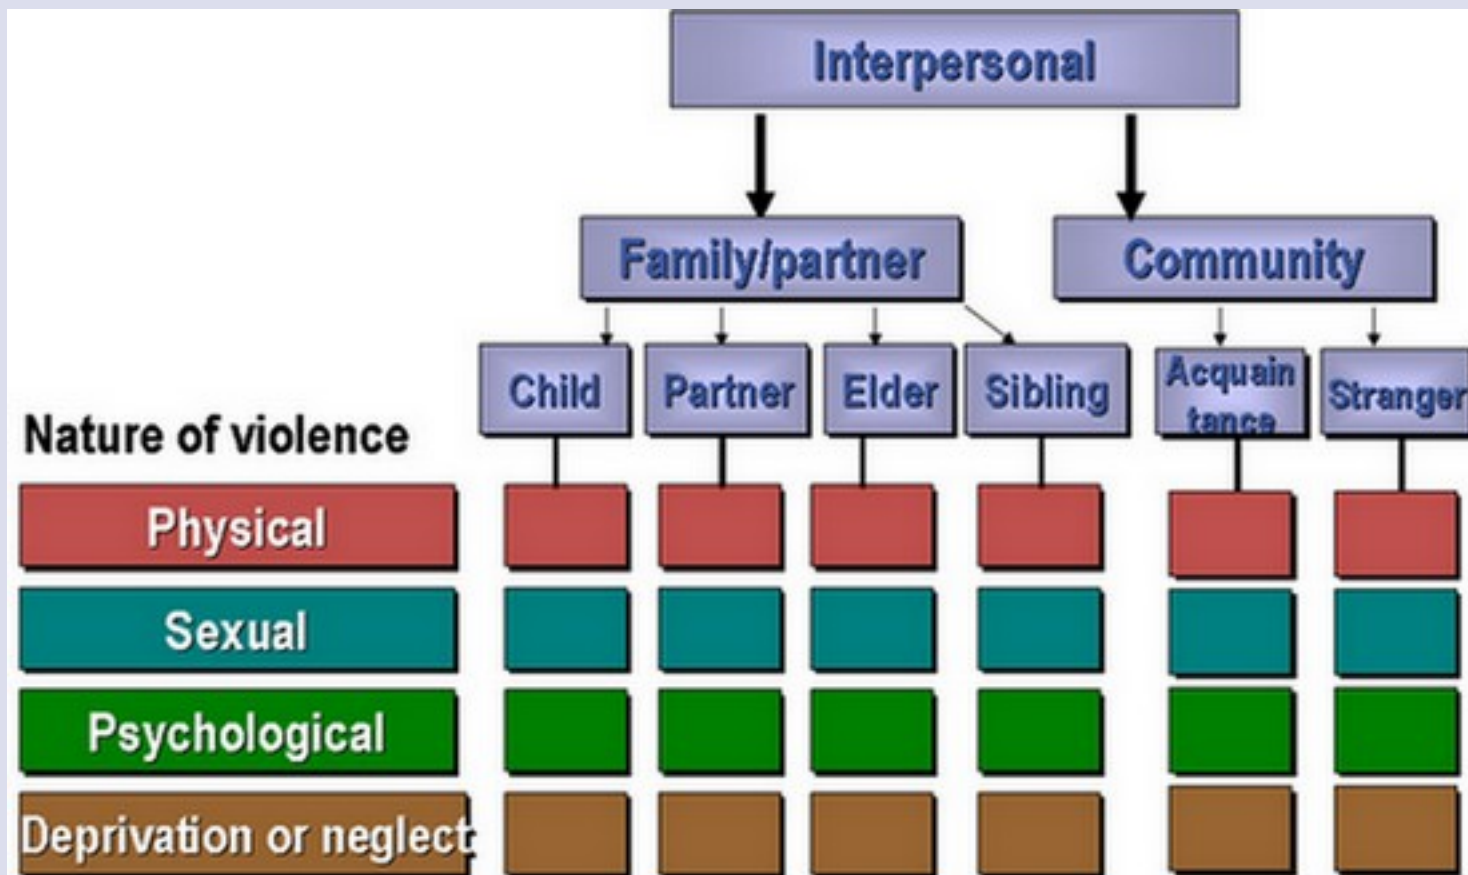 Interpersonal
Family/partner
Community
Child
Partner
Elder
Sibling
Acquain
tance
Stranger
Nature of violence
Physical
Sexual
Psychological
Deprivation or neglect